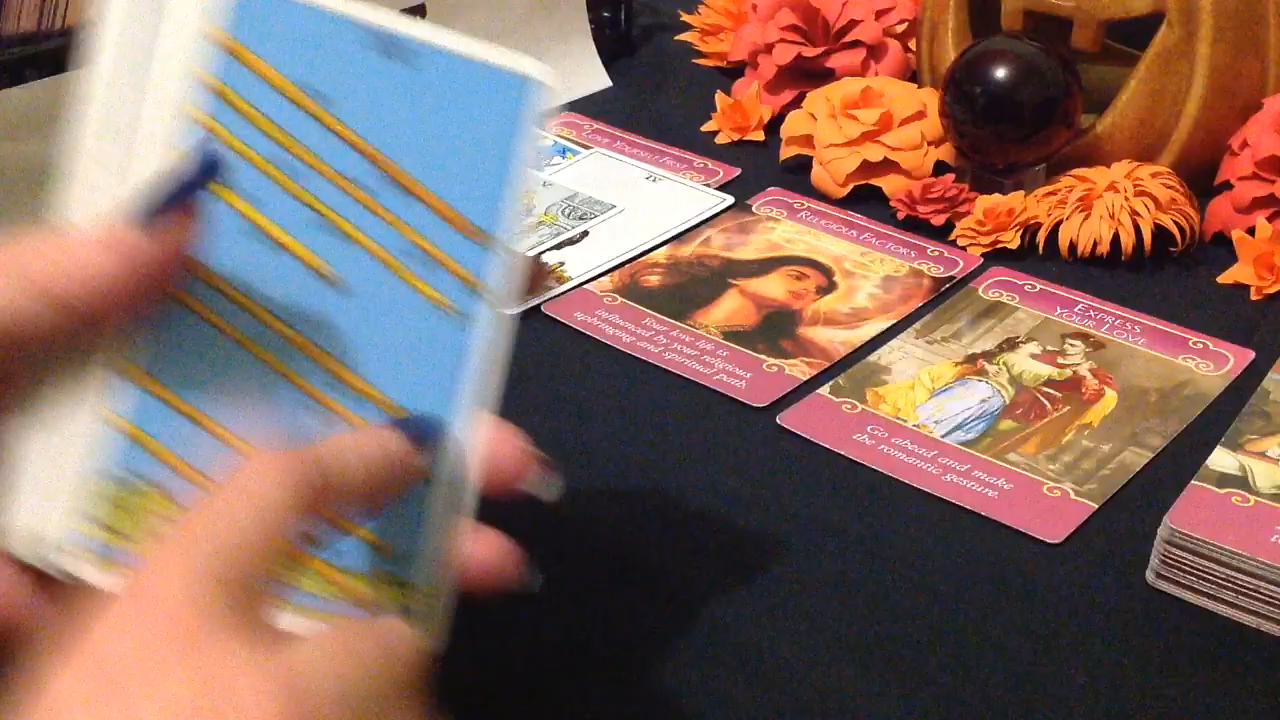 LOVE YOURSELF FIRST
IV
RELIGIOUS FACTORS
Your love life is
influenced by your religious
upbringing and spiritual path.
EXPRESS
YOUR LOVE
Go ahead and make
the romantic gesture.